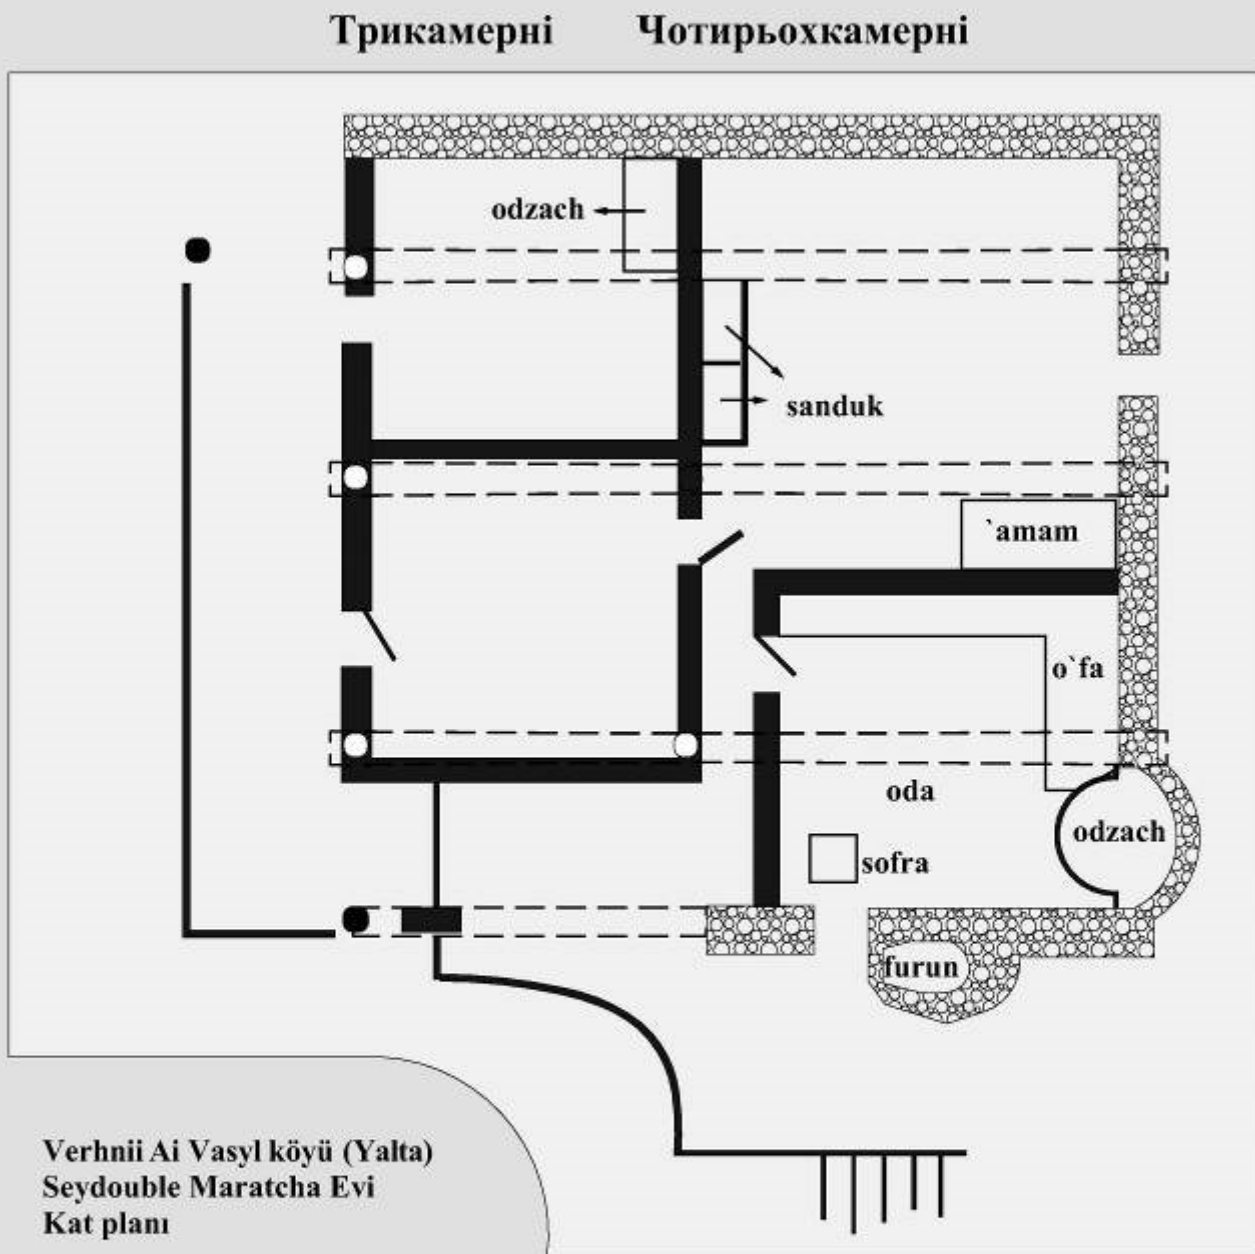 Трикамерні Чотирьохкамерні
odzach
sanduk
`amam
o`fa
oda
odzach
sofra
furun
Verhnii Ai Vasyl köyü (Yalta)
Seydouble Maratcha Evi
Kat planı